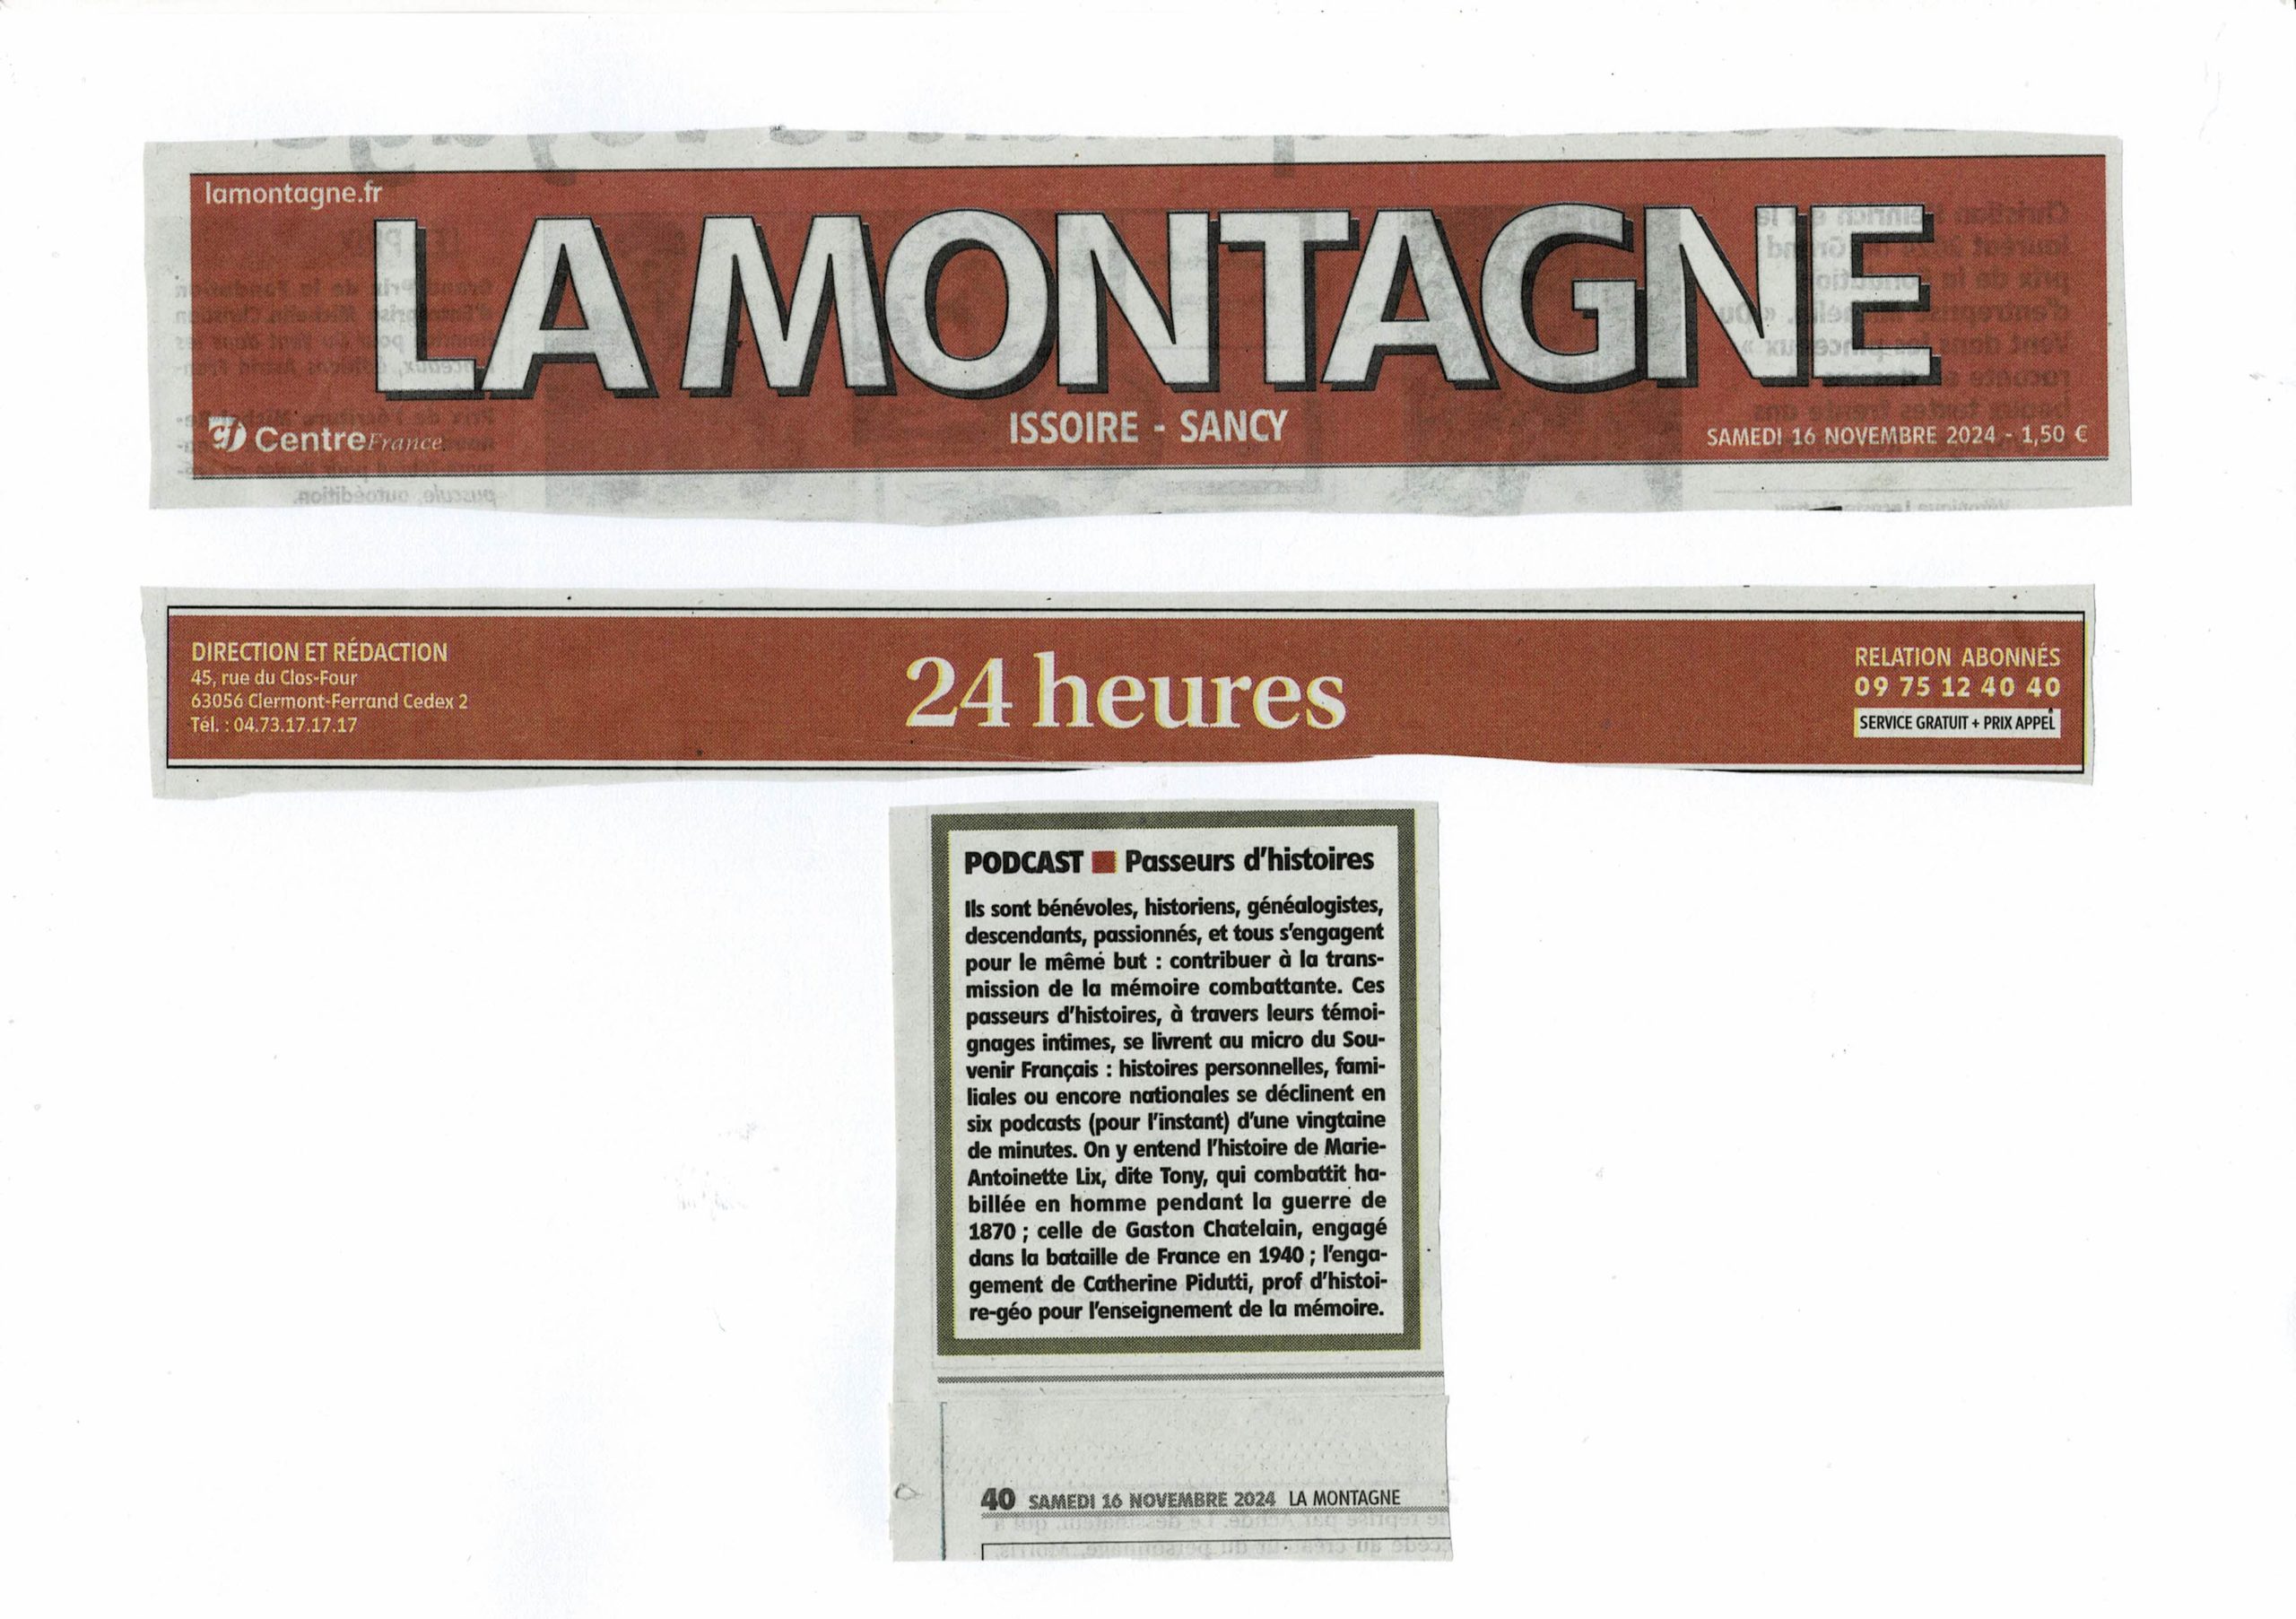 lamontagne.fr
LA MONTAGNE
CentreFrance
ISSOIRE - SANCY
SAMEDI 16 NOVEMBRE 2024 - 1,50 €
DIRECTION ET RÉDACTION
45, rue du Clos-Four
63056 Clermont-Ferrand Cedex 2
Tél. : 04.73.17.17.17
24 heures
RELATION ABONNÉS
09 75 12 40 40
SERVICE GRATUIT + PRIX APPEL
PODCAST ■ Passeurs d'histoires
Ils sont bénévoles, historiens, généalogistes,
descendants, passionnés, et tous s'engagent
pour le même but : contribuer à la trans-
mission de la mémoire combattante. Ces
passeurs d'histoires, à travers leurs témoi-
gnages intimes, se livrent au micro du Sou-
venir Français : histoires personnelles, fami-
liales ou encore nationales se déclinent en
six podcasts (pour l'instant) d'une vingtaine
de minutes. On y entend l'histoire de Marie-
Antoinette Lix, dite Tony, qui combattit ha-
billée en homme pendant la guerre de
1870 ; celle de Gaston Chatelain, engagé
dans la bataille de France en 1940 ; l'enga-
gement de Catherine Pidutti, prof d'histoi-
re-géo pour l'enseignement de la mémoire.
40 SAMEDI 16 NOVEMBRE 2024 LA MONTAGNE